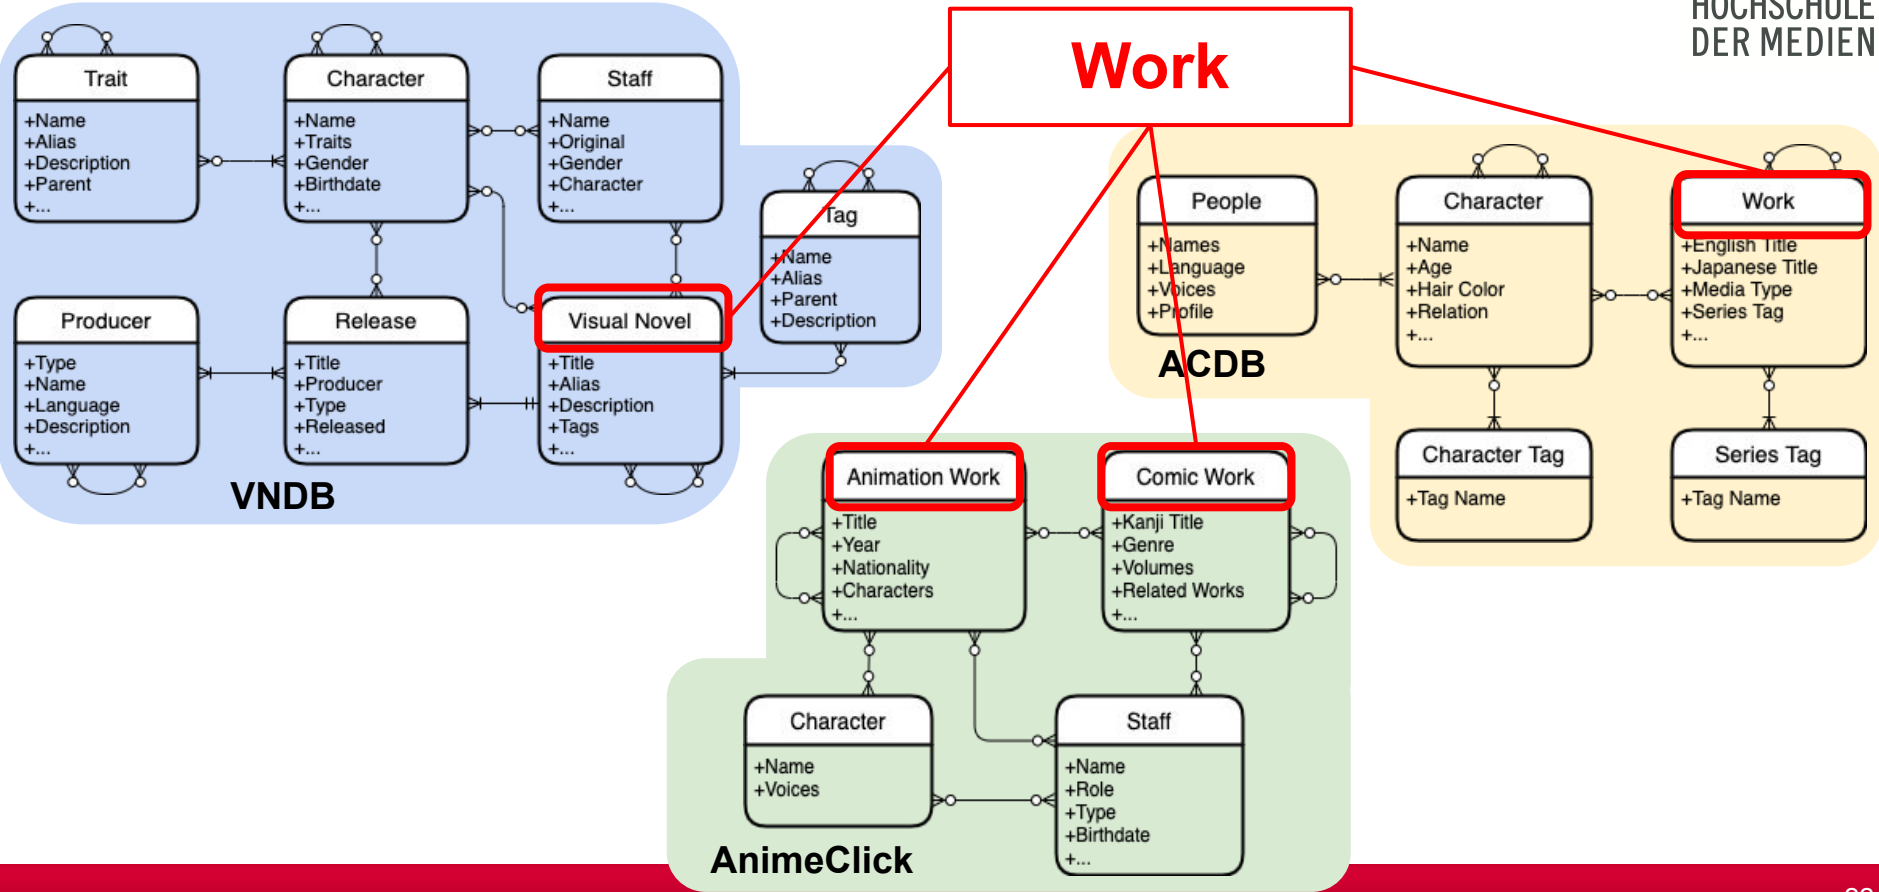 HOCHSCHULE
DER MEDIEN
Work
Trait
+Name
+Alias
+Description
+Parent
+...
Character
+Name
+Traits
+Gender
+Birthdate
+...
Staff
+Name
+Original
+Gender
+Character
+...
Tag
+Name
+Alias
+Parent
+Description
Producer
+Type
+Name
+Language
+Description
+...
Release
+Title
+Producer
+Type
+Released
+...
Visual Novel
+Title
+Alias
+Description
+Tags
+...
VNDB
People
+Names
+Language
+Voices
+Profile
Character
+Name
+Age
+Hair Color
+Relation
+...
Work
+English Title
+Japanese Title
+Media Type
+Series Tag
+...
ACDB
Character Tag
+Tag Name
Series Tag
+Tag Name
Animation Work
+Title
+Year
+Nationality
+Characters
+...
Comic Work
+Kanji Title
+Genre
+Volumes
+Related Works
+...
Character
+Name
+Voices
Staff
+Name
+Role
+Type
+Birthdate
+...
AnimeClick